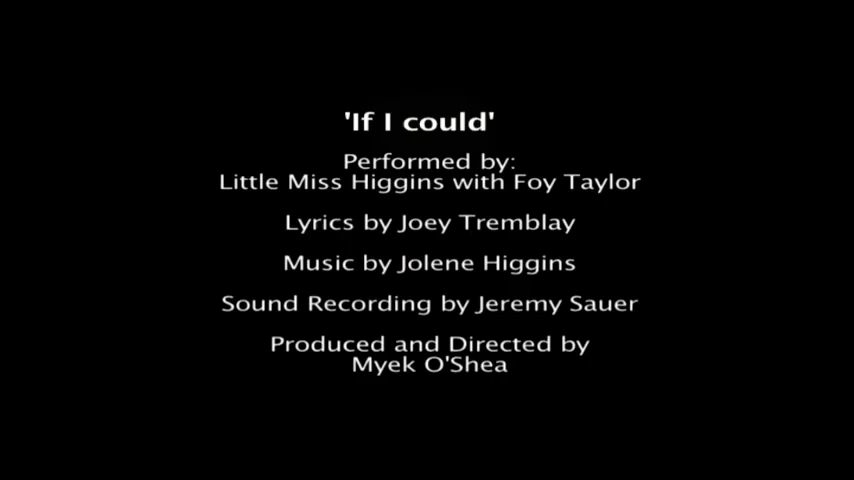 'If I could'
Performed by:
Little Miss Higgins with Foy Taylor
Lyrics by Joey Tremblay
Music by Jolene Higgins
Sound Recording by Jeremy Sauer
Produced and Directed by
Myek O'Shea